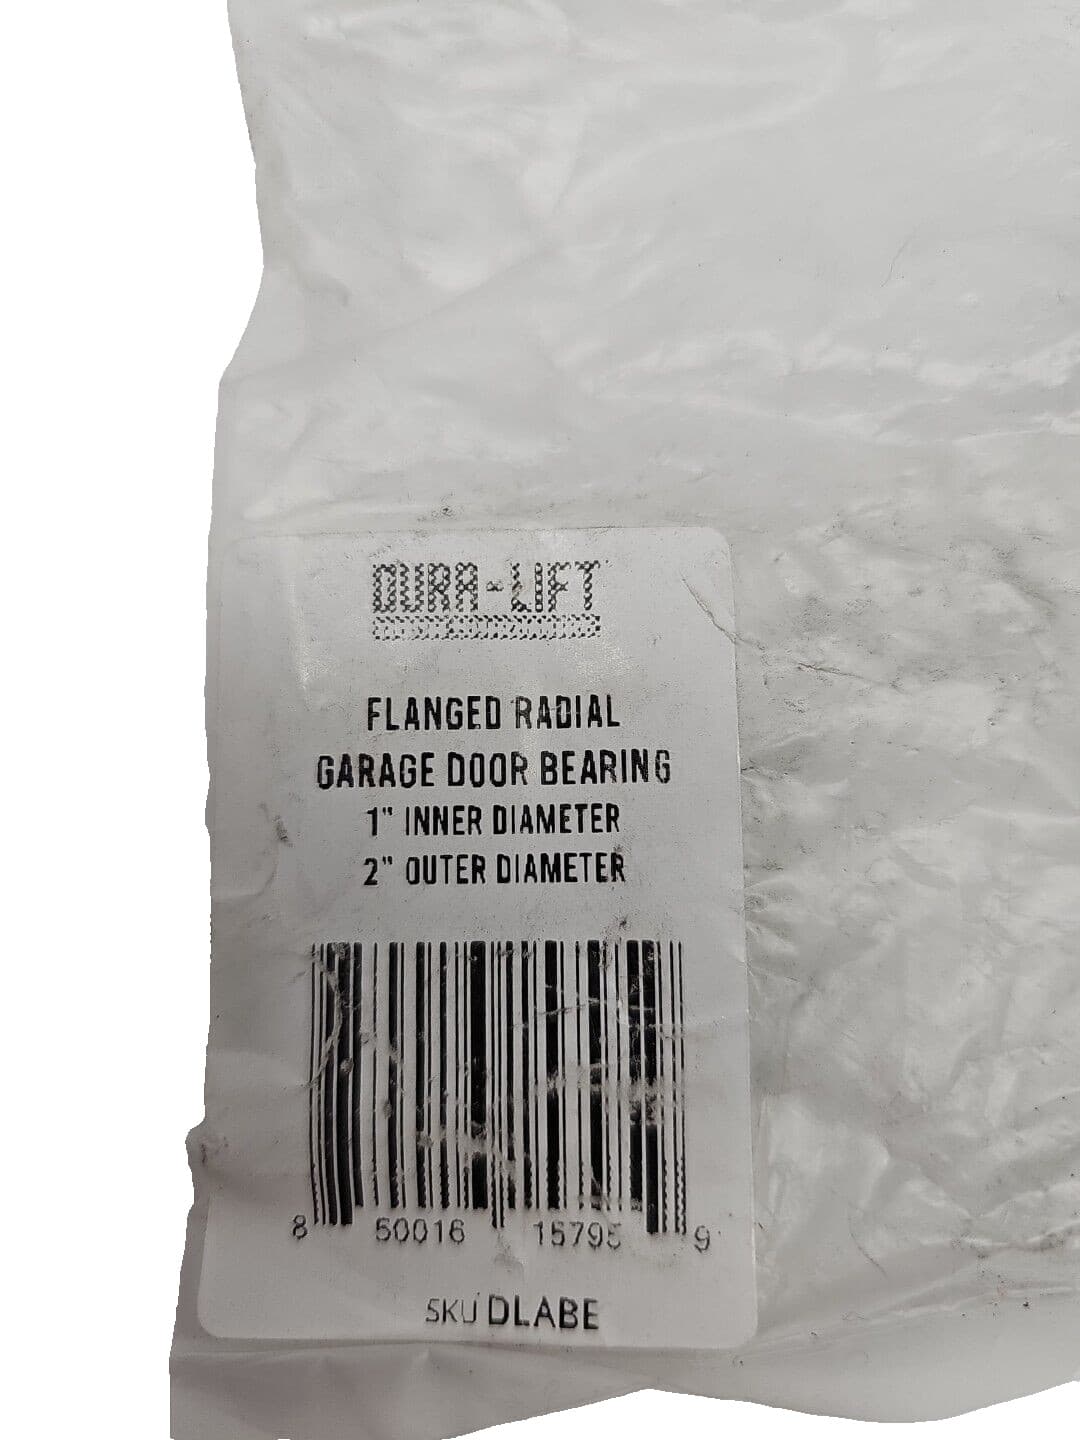 DURA-LIFT
FLANGED RADIAL
GARAGE DOOR BEARING
1" INNER DIAMETER
2" OUTER DIAMETER
8 50016 15795 9
SKU DLABE